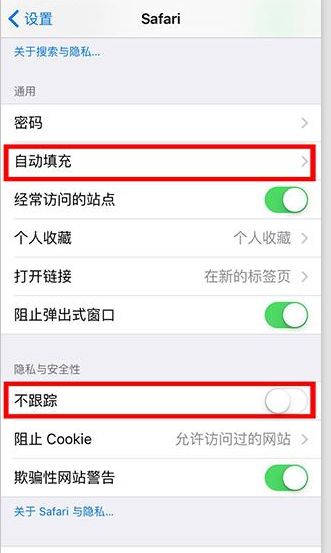 设置
Safari
关于搜索与隐私...
通用
密码
自动填充
经常访问的站点
个人收藏 个人收藏
打开链接 在新的标签页
阻止弹出式窗口
隐私与安全性
不跟踪
阻止 Cookie 允许访问过的网站
欺骗性网站警告
关于 Safari 与隐私...